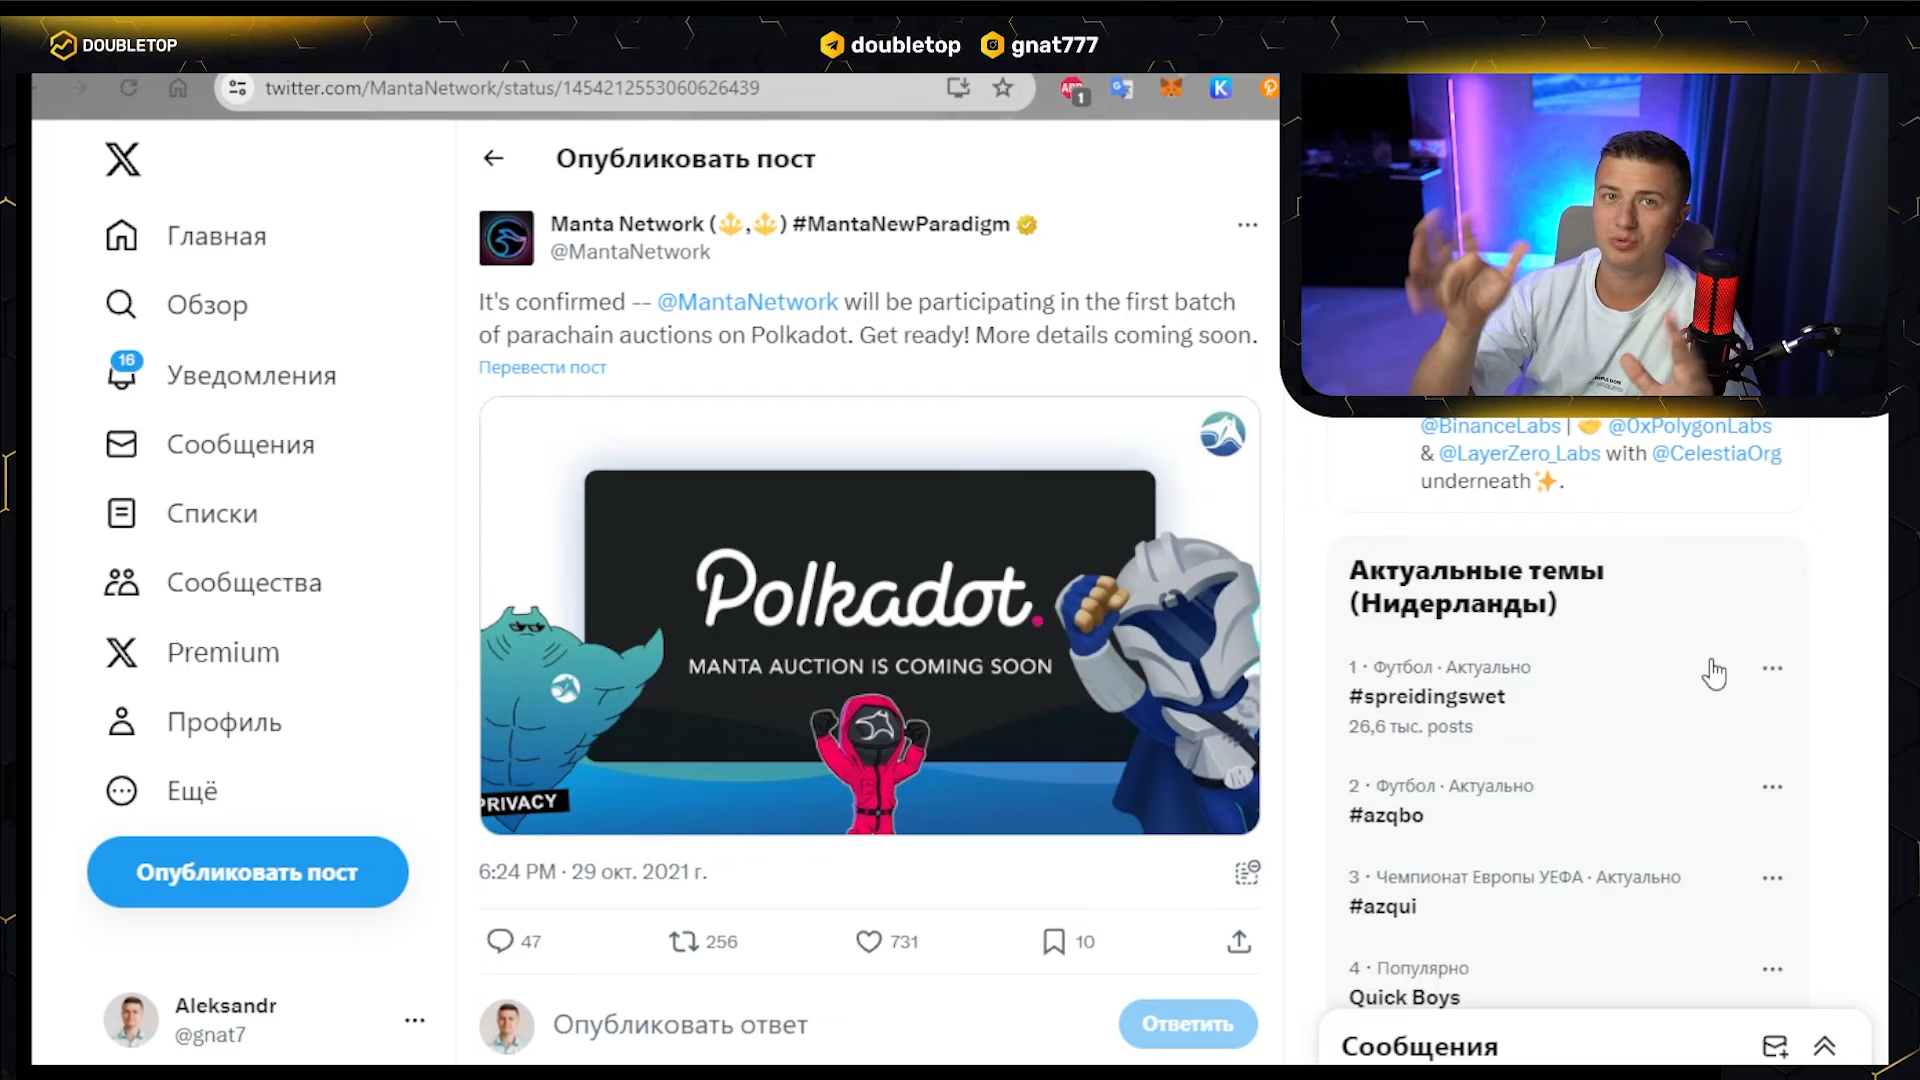 DOUBLETOP
doubletop gnat777
twitter.com/MantaNetwork/status/1454212553060626439
ABP 1
K
Опубликовать пост
Главная
Обзор
16
Уведомления
Сообщения
Списки
Сообщества
Premium
Профиль
Ещё
Опубликовать пост
Aleksandr
@gnat7
Manta Network (🔱,🔱) #MantaNewParadigm
@MantaNetwork
It's confirmed -- @MantaNetwork will be participating in the first batch
of parachain auctions on Polkadot. Get ready! More details coming soon.
Перевести пост
Polkadot.
MANTA AUCTION IS COMING SOON
PRIVACY
6:24 PM · 29 окт. 2021 г.
47 256 731 10
Опубликовать ответ
Ответить
@BinanceLabs | 🤝 @0xPolygonLabs
& @LayerZero_Labs with @CelestiaOrg
underneath✨.
Актуальные темы
(Нидерланды)
1 · Футбол · Актуально
#spreidingswet
26,6 тыс. posts
2 · Футбол · Актуально
#azqbo
3 · Чемпионат Европы УЕФА · Актуально
#azqui
4 · Популярно
Quick Boys
Сообщения